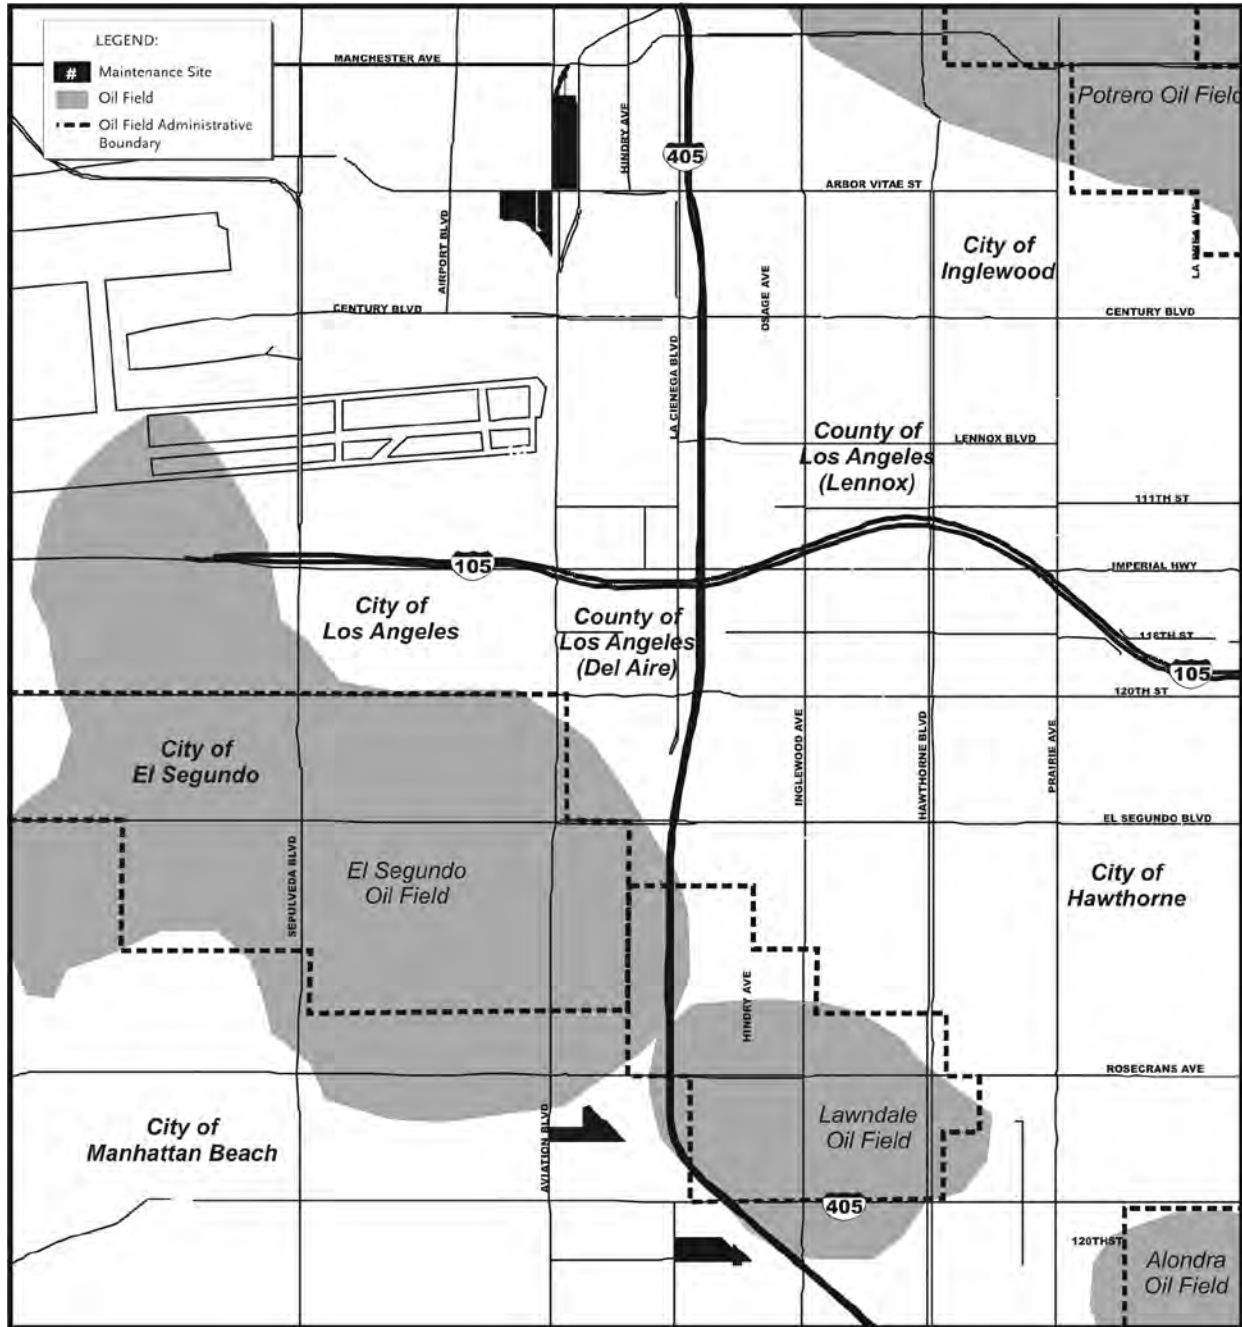 LEGEND:
# Maintenance Site
Oil Field
Oil Field Administrative
Boundary
MANCHESTER AVE
HINDRY AVE
405
Potrero Oil Field
ARBOR VITAE ST
AIRPORT BLVD
City of
Inglewood
LA BREA AVE
CENTURY BLVD
OSAGE AVE
CENTURY BLVD
LA CIENEGA BLVD
County of
Los Angeles
(Lennox)
LENNOX BLVD
111TH ST
105
IMPERIAL HWY
City of
Los Angeles
County of
Los Angeles
(Del Aire)
116TH ST
105
120TH ST
City of
El Segundo
INGLEWOOD AVE
HAWTHORNE BLVD
PRAIRIE AVE
EL SEGUNDO BLVD
SEPULVEDA BLVD
El Segundo
Oil Field
City of
Hawthorne
HINDRY AVE
ROSECRANS AVE
City of
Manhattan Beach
AVIATION BLVD
Lawndale
Oil Field
405
120TH ST
Alondra
Oil Field